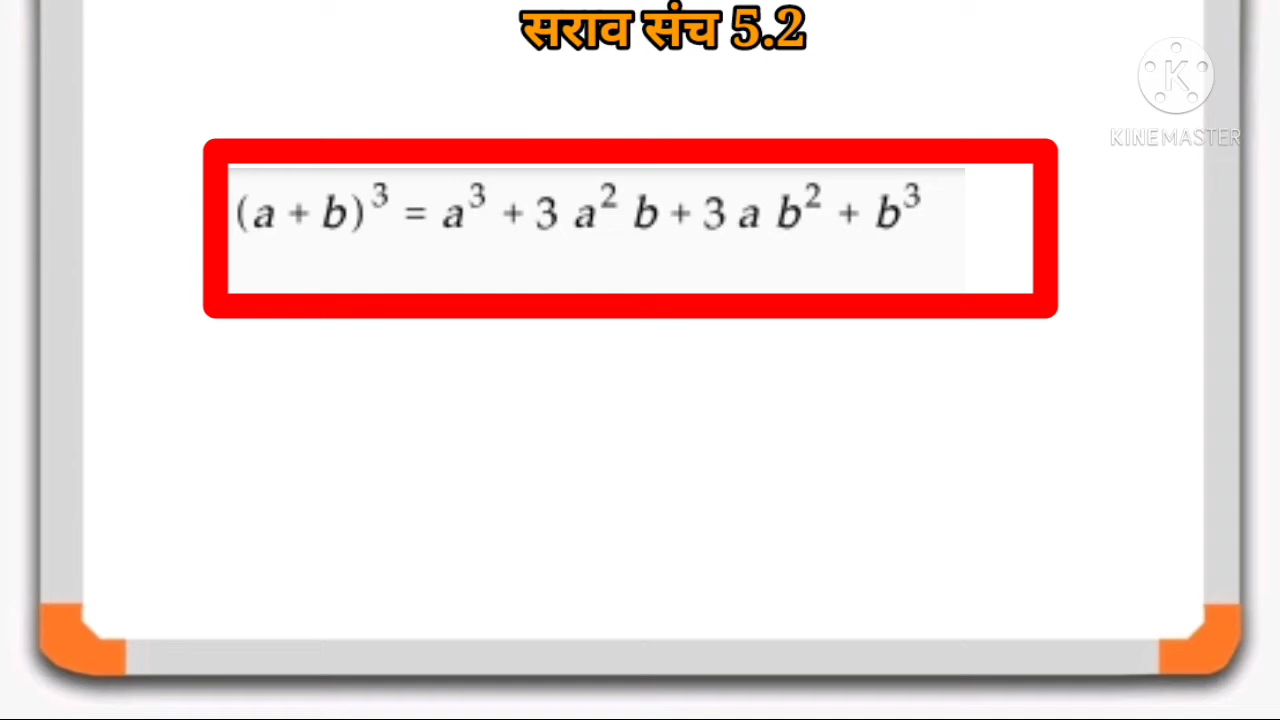 सराव संच 5.2
K
KINEMASTER
(a + b)³ = a³ + 3 a² b + 3 a b² + b³